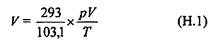 V = 293/103,1 × pV/T (H.1)